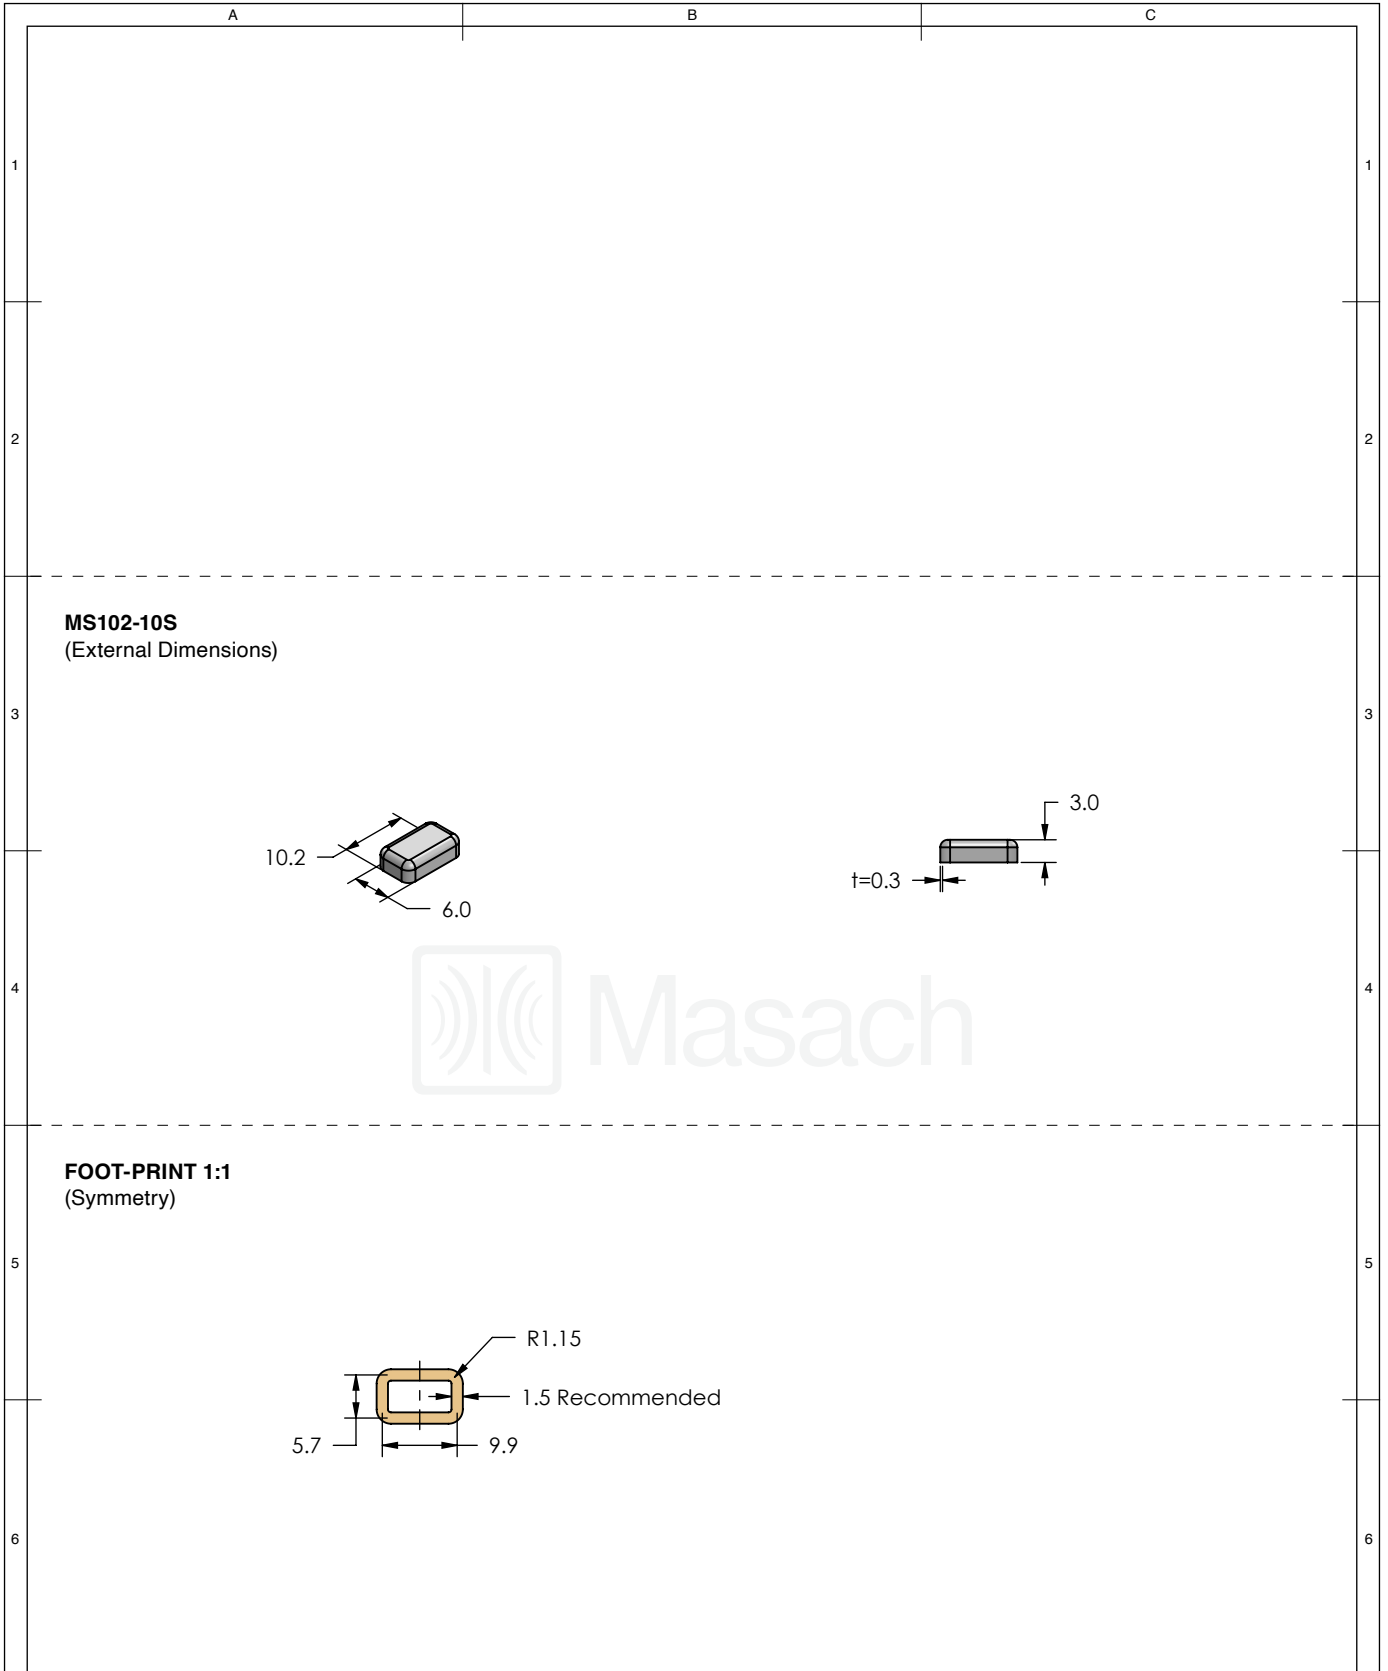 A B C
1 1
2 2
MS102-10S
(External Dimensions)
3 3
3.0
10.2
t=0.3
6.0
4 4
Masach
FOOT-PRINT 1:1
(Symmetry)
5 5
R1.15
1.5 Recommended
5.7 9.9
6 6